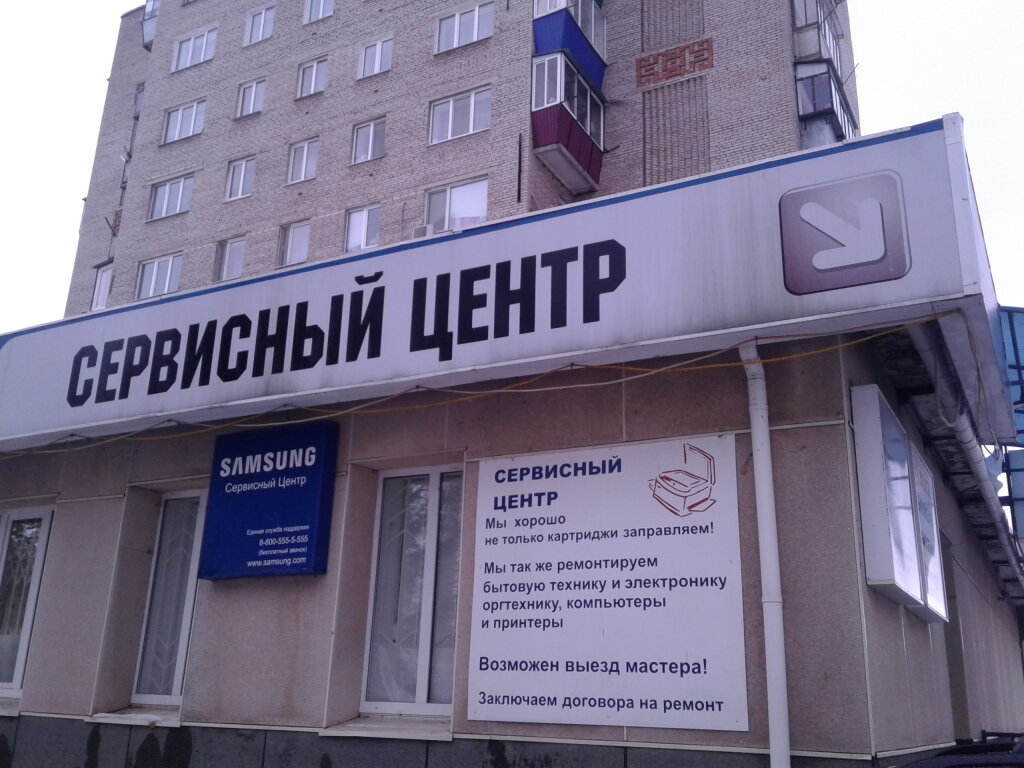 СЕРВИСНЫЙ ЦЕНТР
SAMSUNG
Сервисный Центр
Единая служба поддержки
8-800-555-5-555
(бесплатный звонок)
www.samsung.com
СЕРВИСНЫЙ
ЦЕНТР
Мы хорошо
не только картриджи заправляем!
Мы так же ремонтируем
бытовую технику и электронику
оргтехнику, компьютеры
и принтеры
Возможен выезд мастера!
Заключаем договора на ремонт